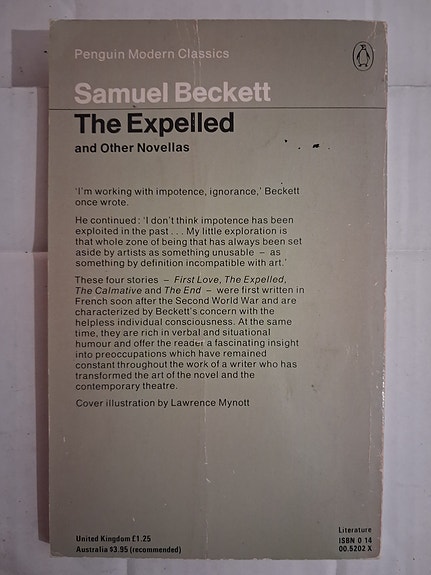 Penguin Modern Classics
Samuel Beckett
The Expelled
and Other Novellas
'I'm working with impotence, ignorance,' Beckett
once wrote.
He continued: 'I don't think impotence has been
exploited in the past . . . My little exploration is
that whole zone of being that has always been set
aside by artists as something unusable – as
something by definition incompatible with art.'
These four stories – First Love, The Expelled,
The Calmative and The End – were first written in
French soon after the Second World War and are
characterized by Beckett's concern with the
helpless individual consciousness. At the same
time, they are rich in verbal and situational
humour and offer the reader a fascinating insight
into preoccupations which have remained
constant throughout the work of a writer who has
transformed the art of the novel and the
contemporary theatre.
Cover illustration by Lawrence Mynott
United Kingdom £1.25
Australia $3.95 (recommended)
Literature
ISBN 0 14
00.5202 X